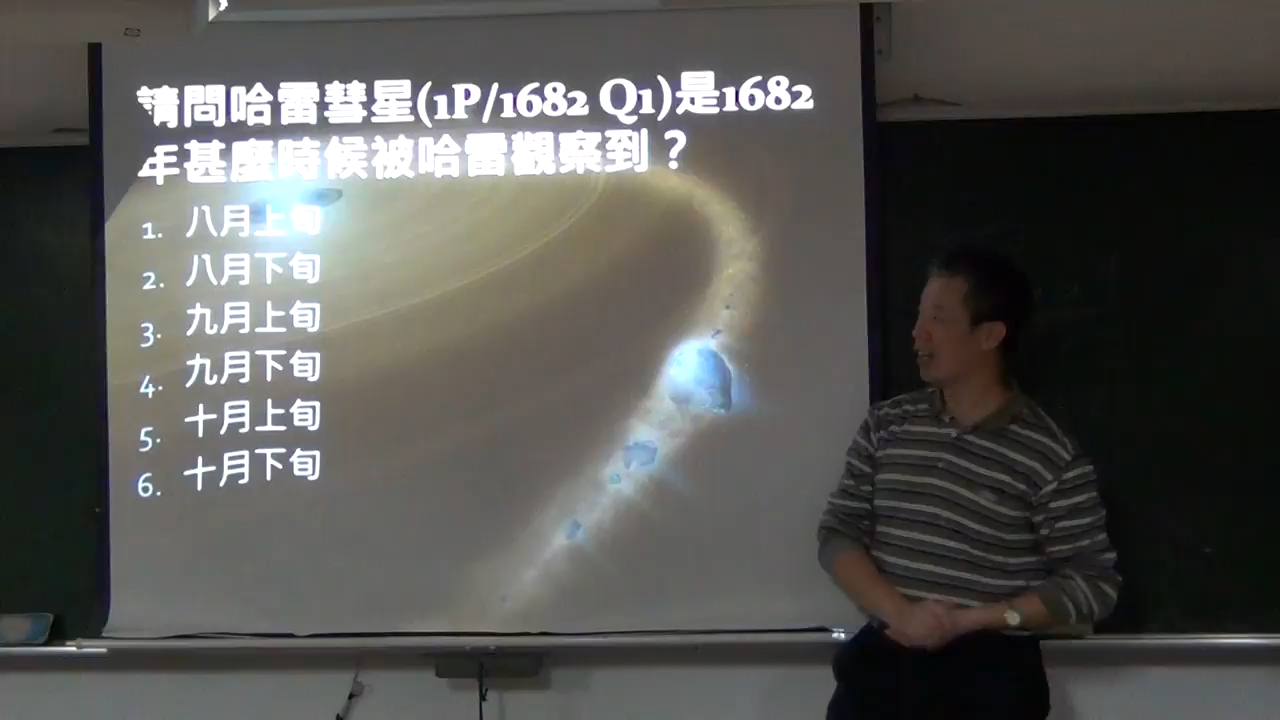 請問哈雷彗星(1P/1682 Q1)是1682
年甚麼時候被哈雷觀察到？
1. 八月上旬
2. 八月下旬
3. 九月上旬
4. 九月下旬
5. 十月上旬
6. 十月下旬